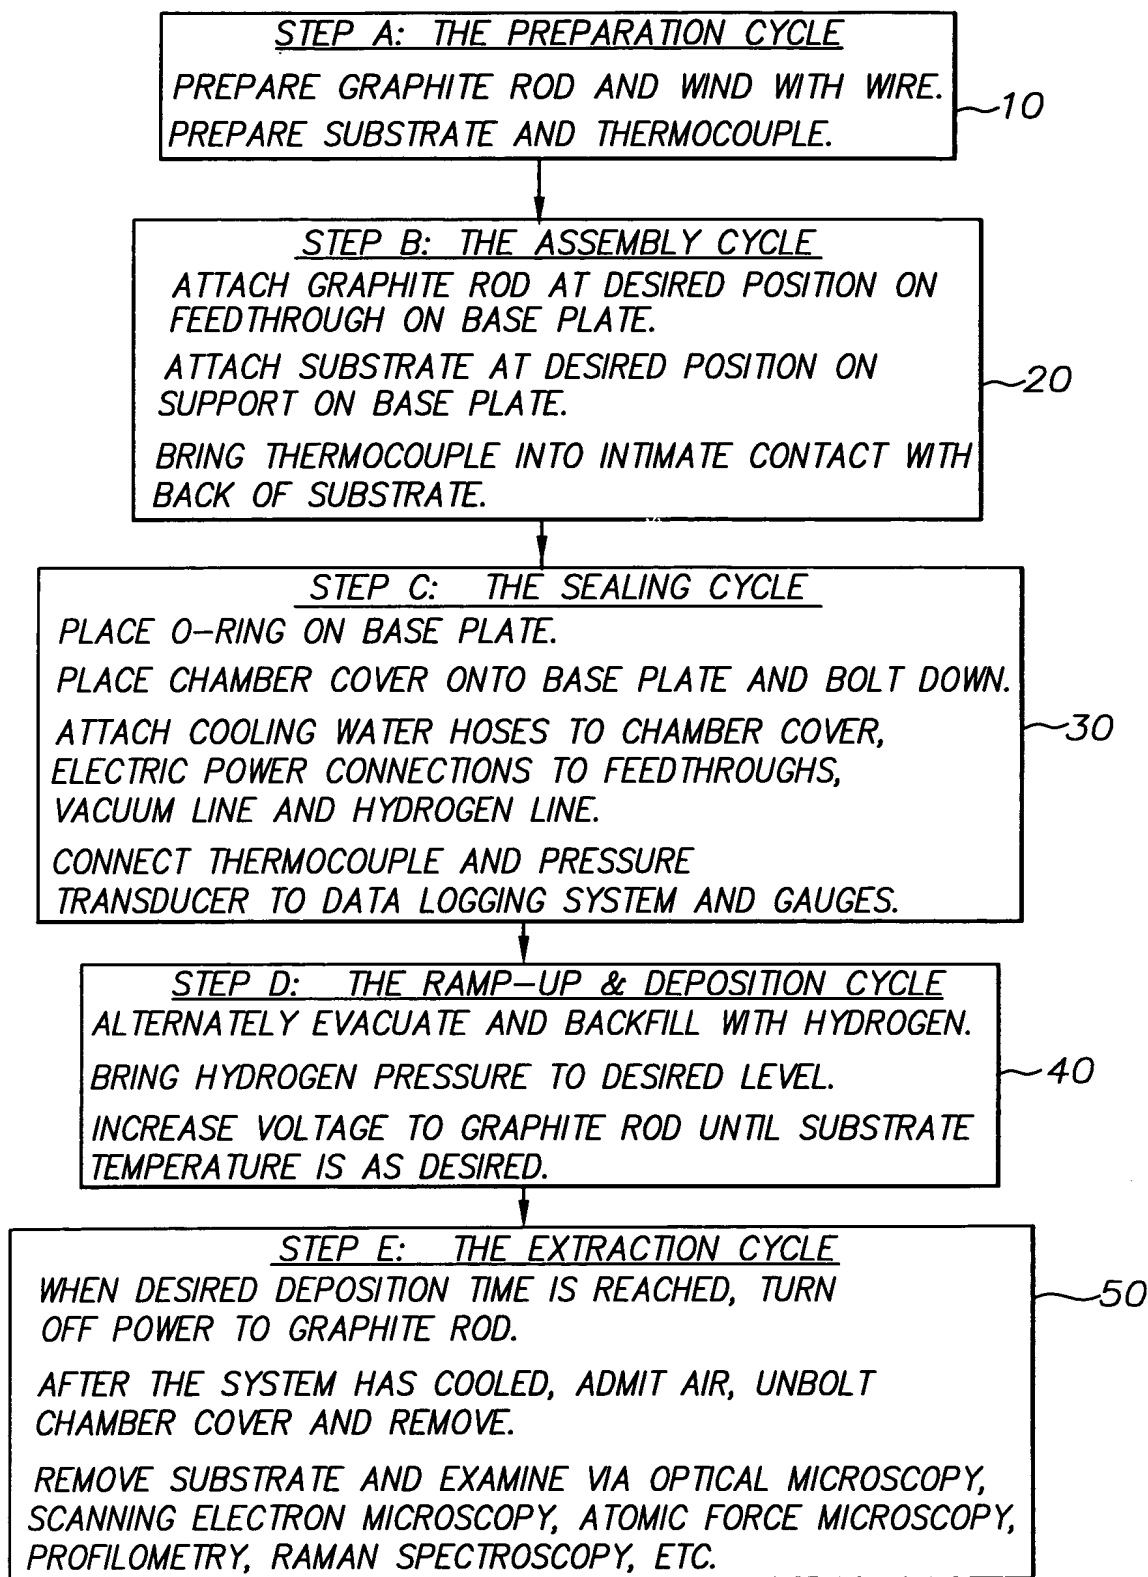 STEP A: THE PREPARATION CYCLE
PREPARE GRAPHITE ROD AND WIND WITH WIRE.
PREPARE SUBSTRATE AND THERMOCOUPLE.
10
STEP B: THE ASSEMBLY CYCLE
ATTACH GRAPHITE ROD AT DESIRED POSITION ON
FEEDTHROUGH ON BASE PLATE.
ATTACH SUBSTRATE AT DESIRED POSITION ON
SUPPORT ON BASE PLATE.
BRING THERMOCOUPLE INTO INTIMATE CONTACT WITH
BACK OF SUBSTRATE.
20
STEP C: THE SEALING CYCLE
PLACE O-RING ON BASE PLATE.
PLACE CHAMBER COVER ONTO BASE PLATE AND BOLT DOWN.
ATTACH COOLING WATER HOSES TO CHAMBER COVER,
ELECTRIC POWER CONNECTIONS TO FEEDTHROUGHS,
VACUUM LINE AND HYDROGEN LINE.
CONNECT THERMOCOUPLE AND PRESSURE
TRANSDUCER TO DATA LOGGING SYSTEM AND GAUGES.
30
STEP D: THE RAMP-UP & DEPOSITION CYCLE
ALTERNATELY EVACUATE AND BACKFILL WITH HYDROGEN.
BRING HYDROGEN PRESSURE TO DESIRED LEVEL.
INCREASE VOLTAGE TO GRAPHITE ROD UNTIL SUBSTRATE
TEMPERATURE IS AS DESIRED.
40
STEP E: THE EXTRACTION CYCLE
WHEN DESIRED DEPOSITION TIME IS REACHED, TURN
OFF POWER TO GRAPHITE ROD.
AFTER THE SYSTEM HAS COOLED, ADMIT AIR, UNBOLT
CHAMBER COVER AND REMOVE.
REMOVE SUBSTRATE AND EXAMINE VIA OPTICAL MICROSCOPY,
SCANNING ELECTRON MICROSCOPY, ATOMIC FORCE MICROSCOPY,
PROFILOMETRY, RAMAN SPECTROSCOPY, ETC.
50